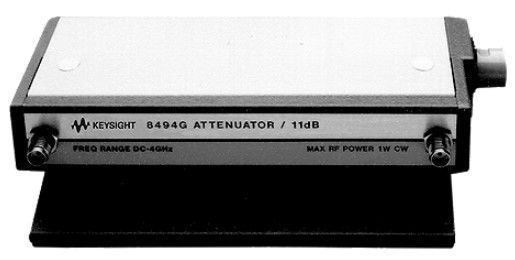 KEYSIGHT 8494G ATTENUATOR / 11dB
FREQ RANGE DC-4GHz MAX RF POWER 1W CW